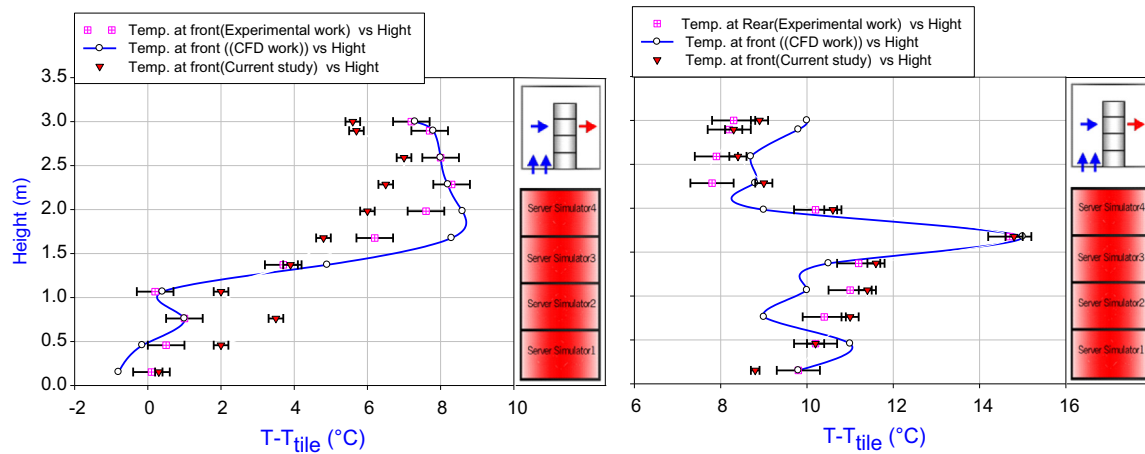 Temp. at front(Experimental work)  vs Hight
Temp. at front ((CFD work)) vs Hight
Temp. at front(Current study)  vs Hight
3.5
3.0
2.5
2.0
1.5
1.0
0.5
0.0
Height (m)
-2 0 2 4 6 8 10
T-Ttile (°C)
Server Simulator4
Server Simulator3
Server Simulator2
Server Simulator1
Temp. at Rear(Experimental work)  vs Hight
Temp. at front ((CFD work)) vs Hight
Temp. at front(Current study)  vs Hight
6 8 10 12 14 16
T-Ttile (°C)
Server Simulator4
Server Simulator3
Server Simulator2
Server Simulator1